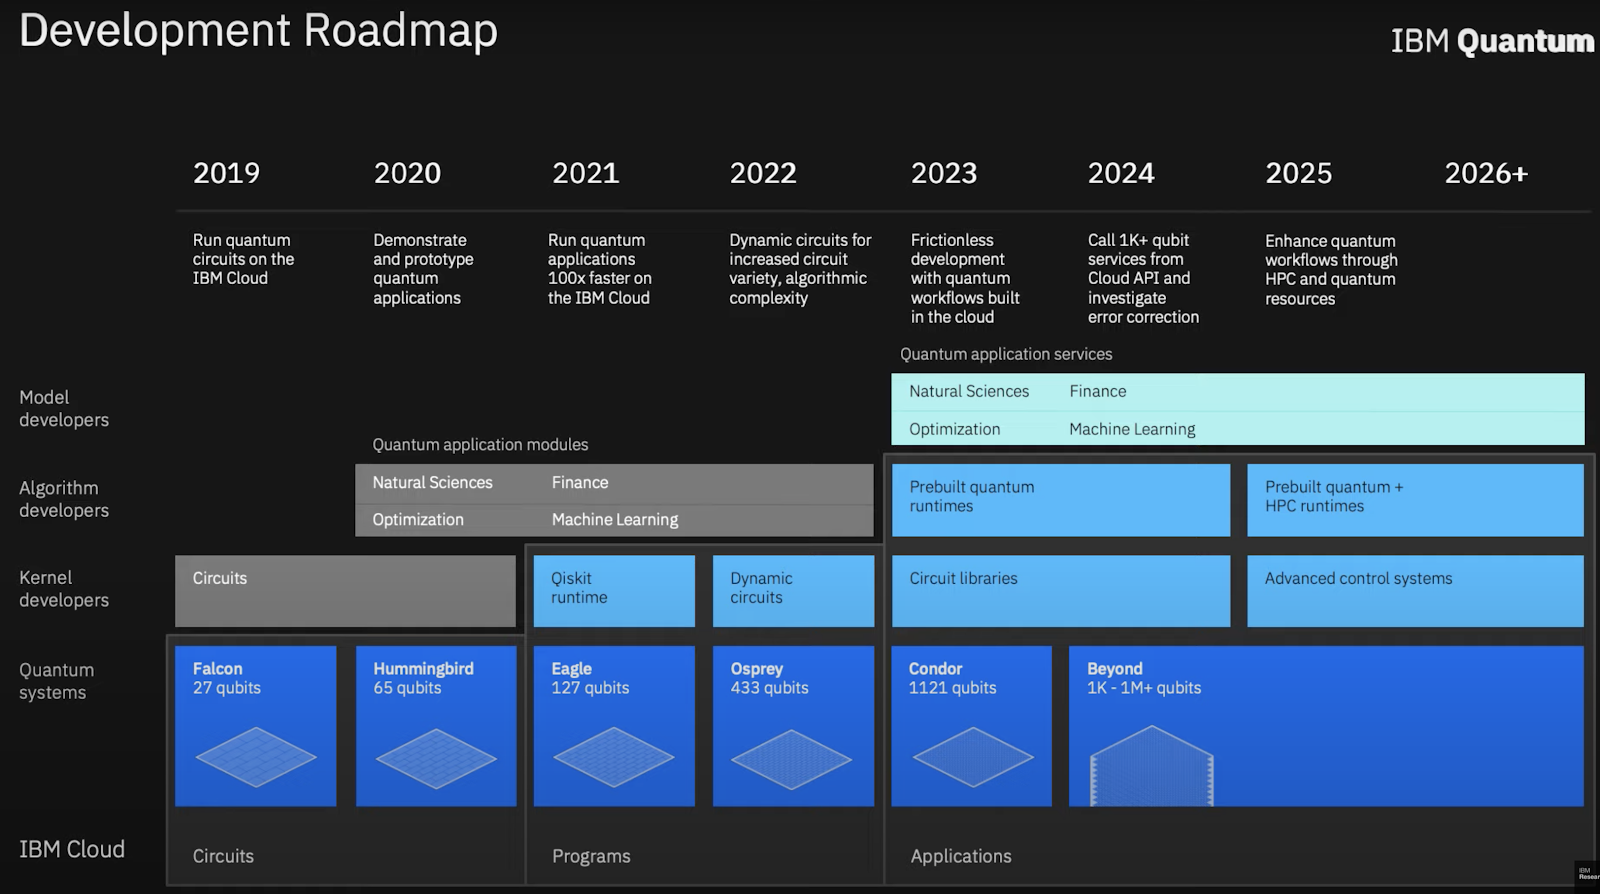 Development Roadmap
IBM Quantum
2019
2020
2021
2022
2023
2024
2025
2026+
Run quantum
circuits on the
IBM Cloud
Demonstrate
and prototype
quantum
applications
Run quantum
applications
100x faster on
the IBM Cloud
Dynamic circuits for
increased circuit
variety, algorithmic
complexity
Frictionless
development
with quantum
workflows built
in the cloud
Call 1K+ qubit
services from
Cloud API and
investigate
error correction
Enhance quantum
workflows through
HPC and quantum
resources
Model
developers
Quantum application services
Natural Sciences
Finance
Optimization
Machine Learning
Algorithm
developers
Quantum application modules
Natural Sciences
Finance
Optimization
Machine Learning
Prebuilt quantum
runtimes
Prebuilt quantum +
HPC runtimes
Kernel
developers
Circuits
Qiskit
runtime
Dynamic
circuits
Circuit libraries
Advanced control systems
Quantum
systems
Falcon
27 qubits
Hummingbird
65 qubits
Eagle
127 qubits
Osprey
433 qubits
Condor
1121 qubits
Beyond
1K - 1M+ qubits
IBM Cloud
Circuits
Programs
Applications
IBM